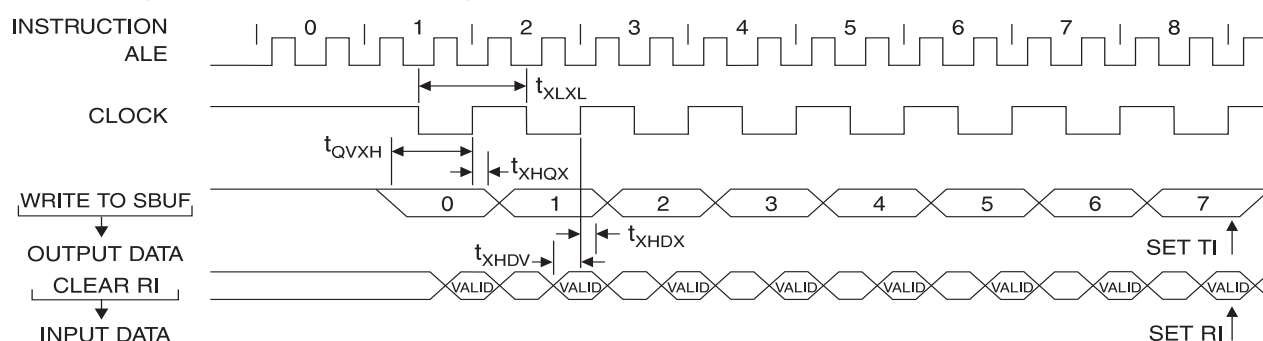 INSTRUCTION 0 1 2 3 4 5 6 7 8
ALE
tXLXL
CLOCK
tQVXH
tXHQX
WRITE TO SBUF 0 1 2 3 4 5 6 7
tXHDX
OUTPUT DATA SET TI
tXHDV
CLEAR RI VALID VALID VALID VALID VALID VALID VALID VALID
INPUT DATA SET RI